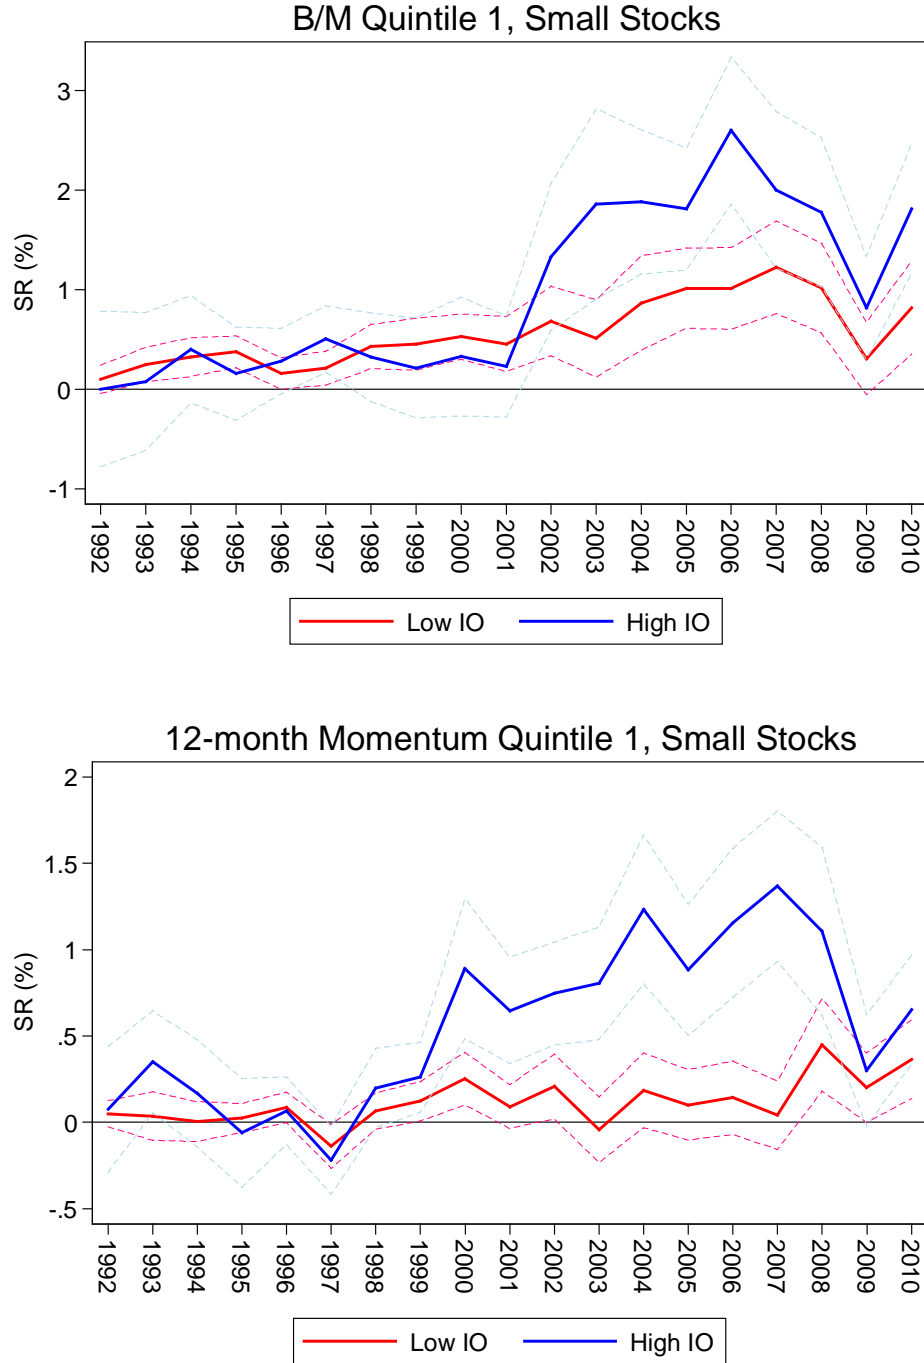 B/M Quintile 1, Small Stocks
3
2
1
0
-1
SR (%)
1992 1993 1994 1995 1996 1997 1998 1999 2000 2001 2002 2003 2004 2005 2006 2007 2008 2009 2010
Low IO High IO
12-month Momentum Quintile 1, Small Stocks
2
1.5
1
.5
0
-.5
SR (%)
1992 1993 1994 1995 1996 1997 1998 1999 2000 2001 2002 2003 2004 2005 2006 2007 2008 2009 2010
Low IO High IO